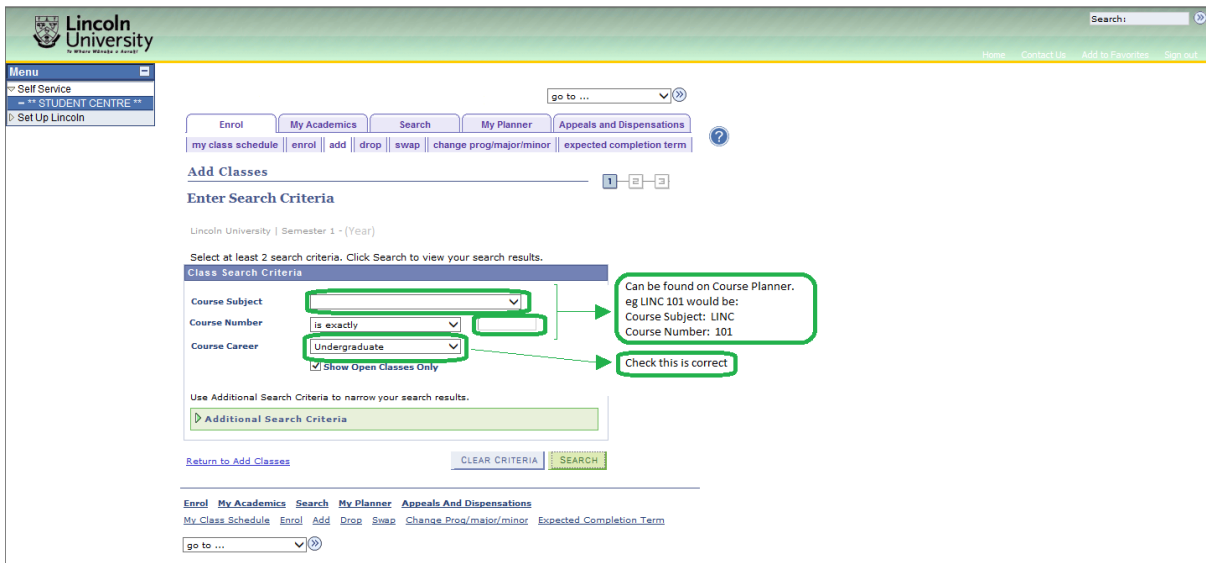 Lincoln
University
Te Whare Wānaka o Aoraki
Search:
Home Contact Us Add to Favorites Sign out
Menu
Self Service
– ** STUDENT CENTRE **
Set Up Lincoln
go to ...
Enrol My Academics Search My Planner Appeals and Dispensations
my class schedule enrol add drop swap change prog/major/minor expected completion term
Add Classes
1 2 3
Enter Search Criteria
Lincoln University | Semester 1 - (Year)
Select at least 2 search criteria. Click Search to view your search results.
Class Search Criteria
Course Subject
Course Number is exactly
Course Career Undergraduate
Show Open Classes Only
Can be found on Course Planner.
eg LINC 101 would be:
Course Subject: LINC
Course Number: 101
Check this is correct
Use Additional Search Criteria to narrow your search results.
Additional Search Criteria
Return to Add Classes CLEAR CRITERIA SEARCH
Enrol My Academics Search My Planner Appeals And Dispensations
My Class Schedule Enrol Add Drop Swap Change Prog/major/minor Expected Completion Term
go to ...